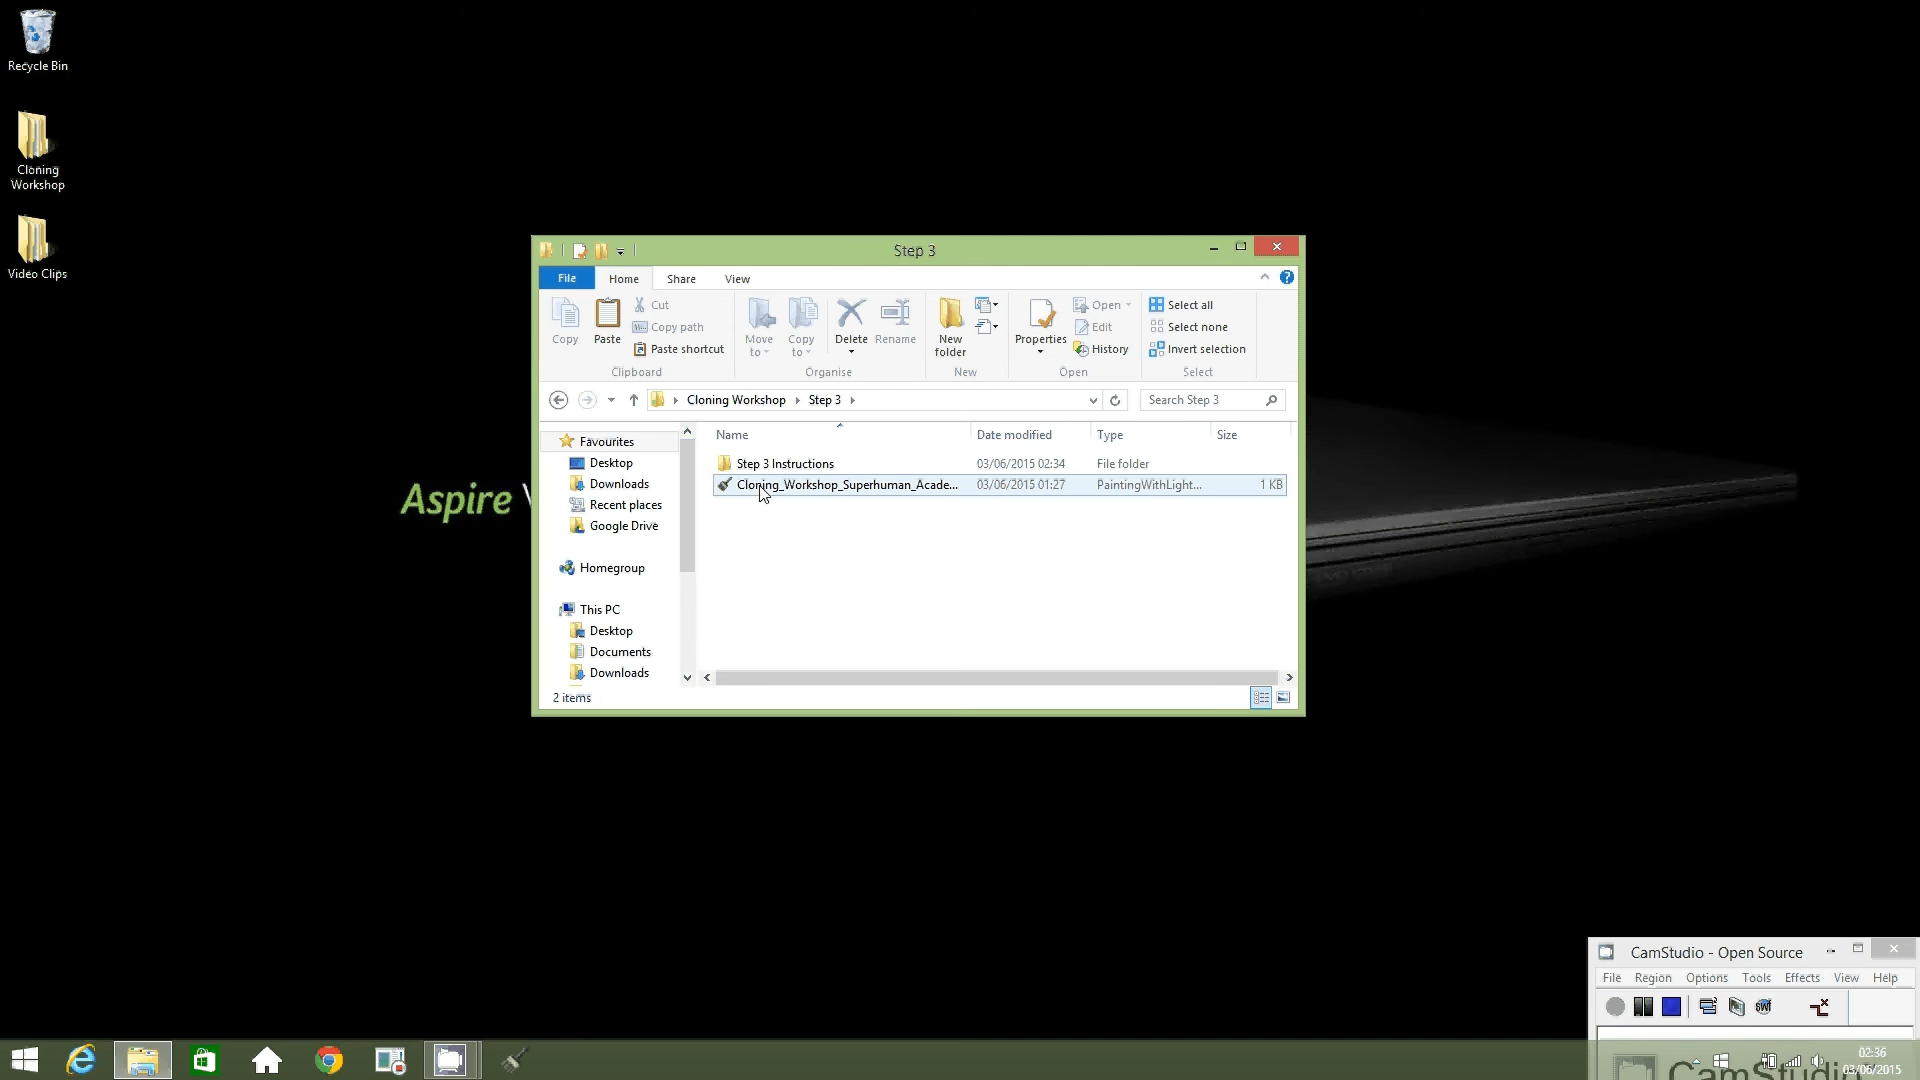 Recycle Bin
Cloning
Workshop
Video Clips
Aspire
Step 3
File Home Share View
Copy
Paste
Cut
Copy path
Paste shortcut
Clipboard
Move
to
Copy
to
Delete
Rename
Organise
New
folder
New
Properties
Open
Edit
History
Open
Select all
Select none
Invert selection
Select
Cloning Workshop Step 3
Search Step 3
Favourites
Desktop
Downloads
Recent places
Google Drive
Homegroup
This PC
Desktop
Documents
Downloads
Name Date modified Type Size
Step 3 Instructions 03/06/2015 02:34 File folder
Cloning_Workshop_Superhuman_Acade... 03/06/2015 01:27 PaintingWithLight... 1 KB
2 items
CamStudio - Open Source
File Region Options Tools Effects View Help
swf
02:36
03/06/2015